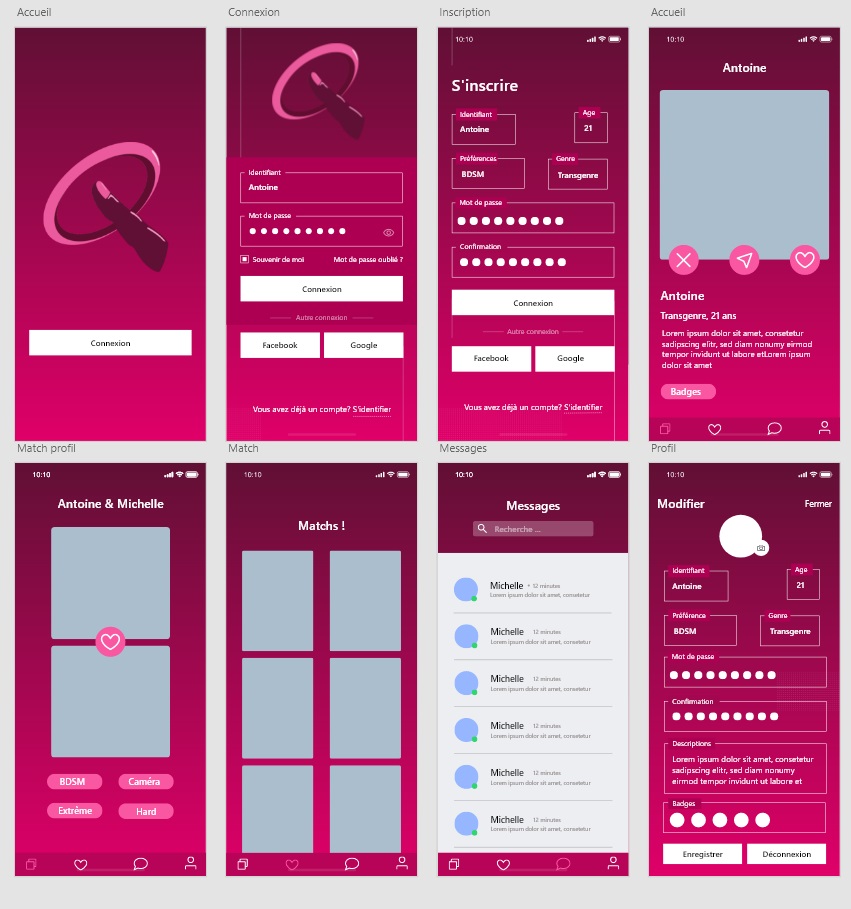 Accueil
Connexion
Connexion
Identifiant
Antoine
Mot de passe
Souvenir de moi
Mot de passe oublié ?
Connexion
Autre connexion
Facebook
Google
Vous avez déjà un compte? S'identifier
Inscription
10:10
S'inscrire
Identifiant
Antoine
Age
21
Préférences
BDSM
Genre
Transgenre
Mot de passe
Confirmation
Connexion
Autre connexion
Facebook
Google
Vous avez déjà un compte? S'identifier
Accueil
10:10
Antoine
Antoine
Transgenre, 21 ans
Lorem ipsum dolor sit amet, consetetur
sadipscing elitr, sed diam nonumy eirmod
tempor invidunt ut labore etLorem ipsum
dolor sit amet
Badges
Match profil
10:10
Antoine & Michelle
BDSM
Caméra
Extrême
Hard
Match
10:10
Matchs !
Messages
10:10
Messages
Recherche ...
Michelle • 12 minutes
Lorem ipsum dolor sit amet, consetetur
Michelle 12 minutes
Lorem ipsum dolor sit amet, consetetur
Michelle 12 minutes
Lorem ipsum dolor sit amet, consetetur
Michelle 12 minutes
Lorem ipsum dolor sit amet, consetetur
Michelle 12 minutes
Lorem ipsum dolor sit amet, consetetur
Michelle 12 minutes
Lorem ipsum dolor sit amet, consetetur
Profil
10:10
Modifier
Fermer
Identifiant
Antoine
Age
21
Préférence
BDSM
Genre
Transgenre
Mot de passe
Confirmation
Descriptions
Lorem ipsum dolor sit amet, consetetur
sadipscing elitr, sed diam nonumy
eirmod tempor invidunt ut labore et
Badges
Enregistrer
Déconnexion